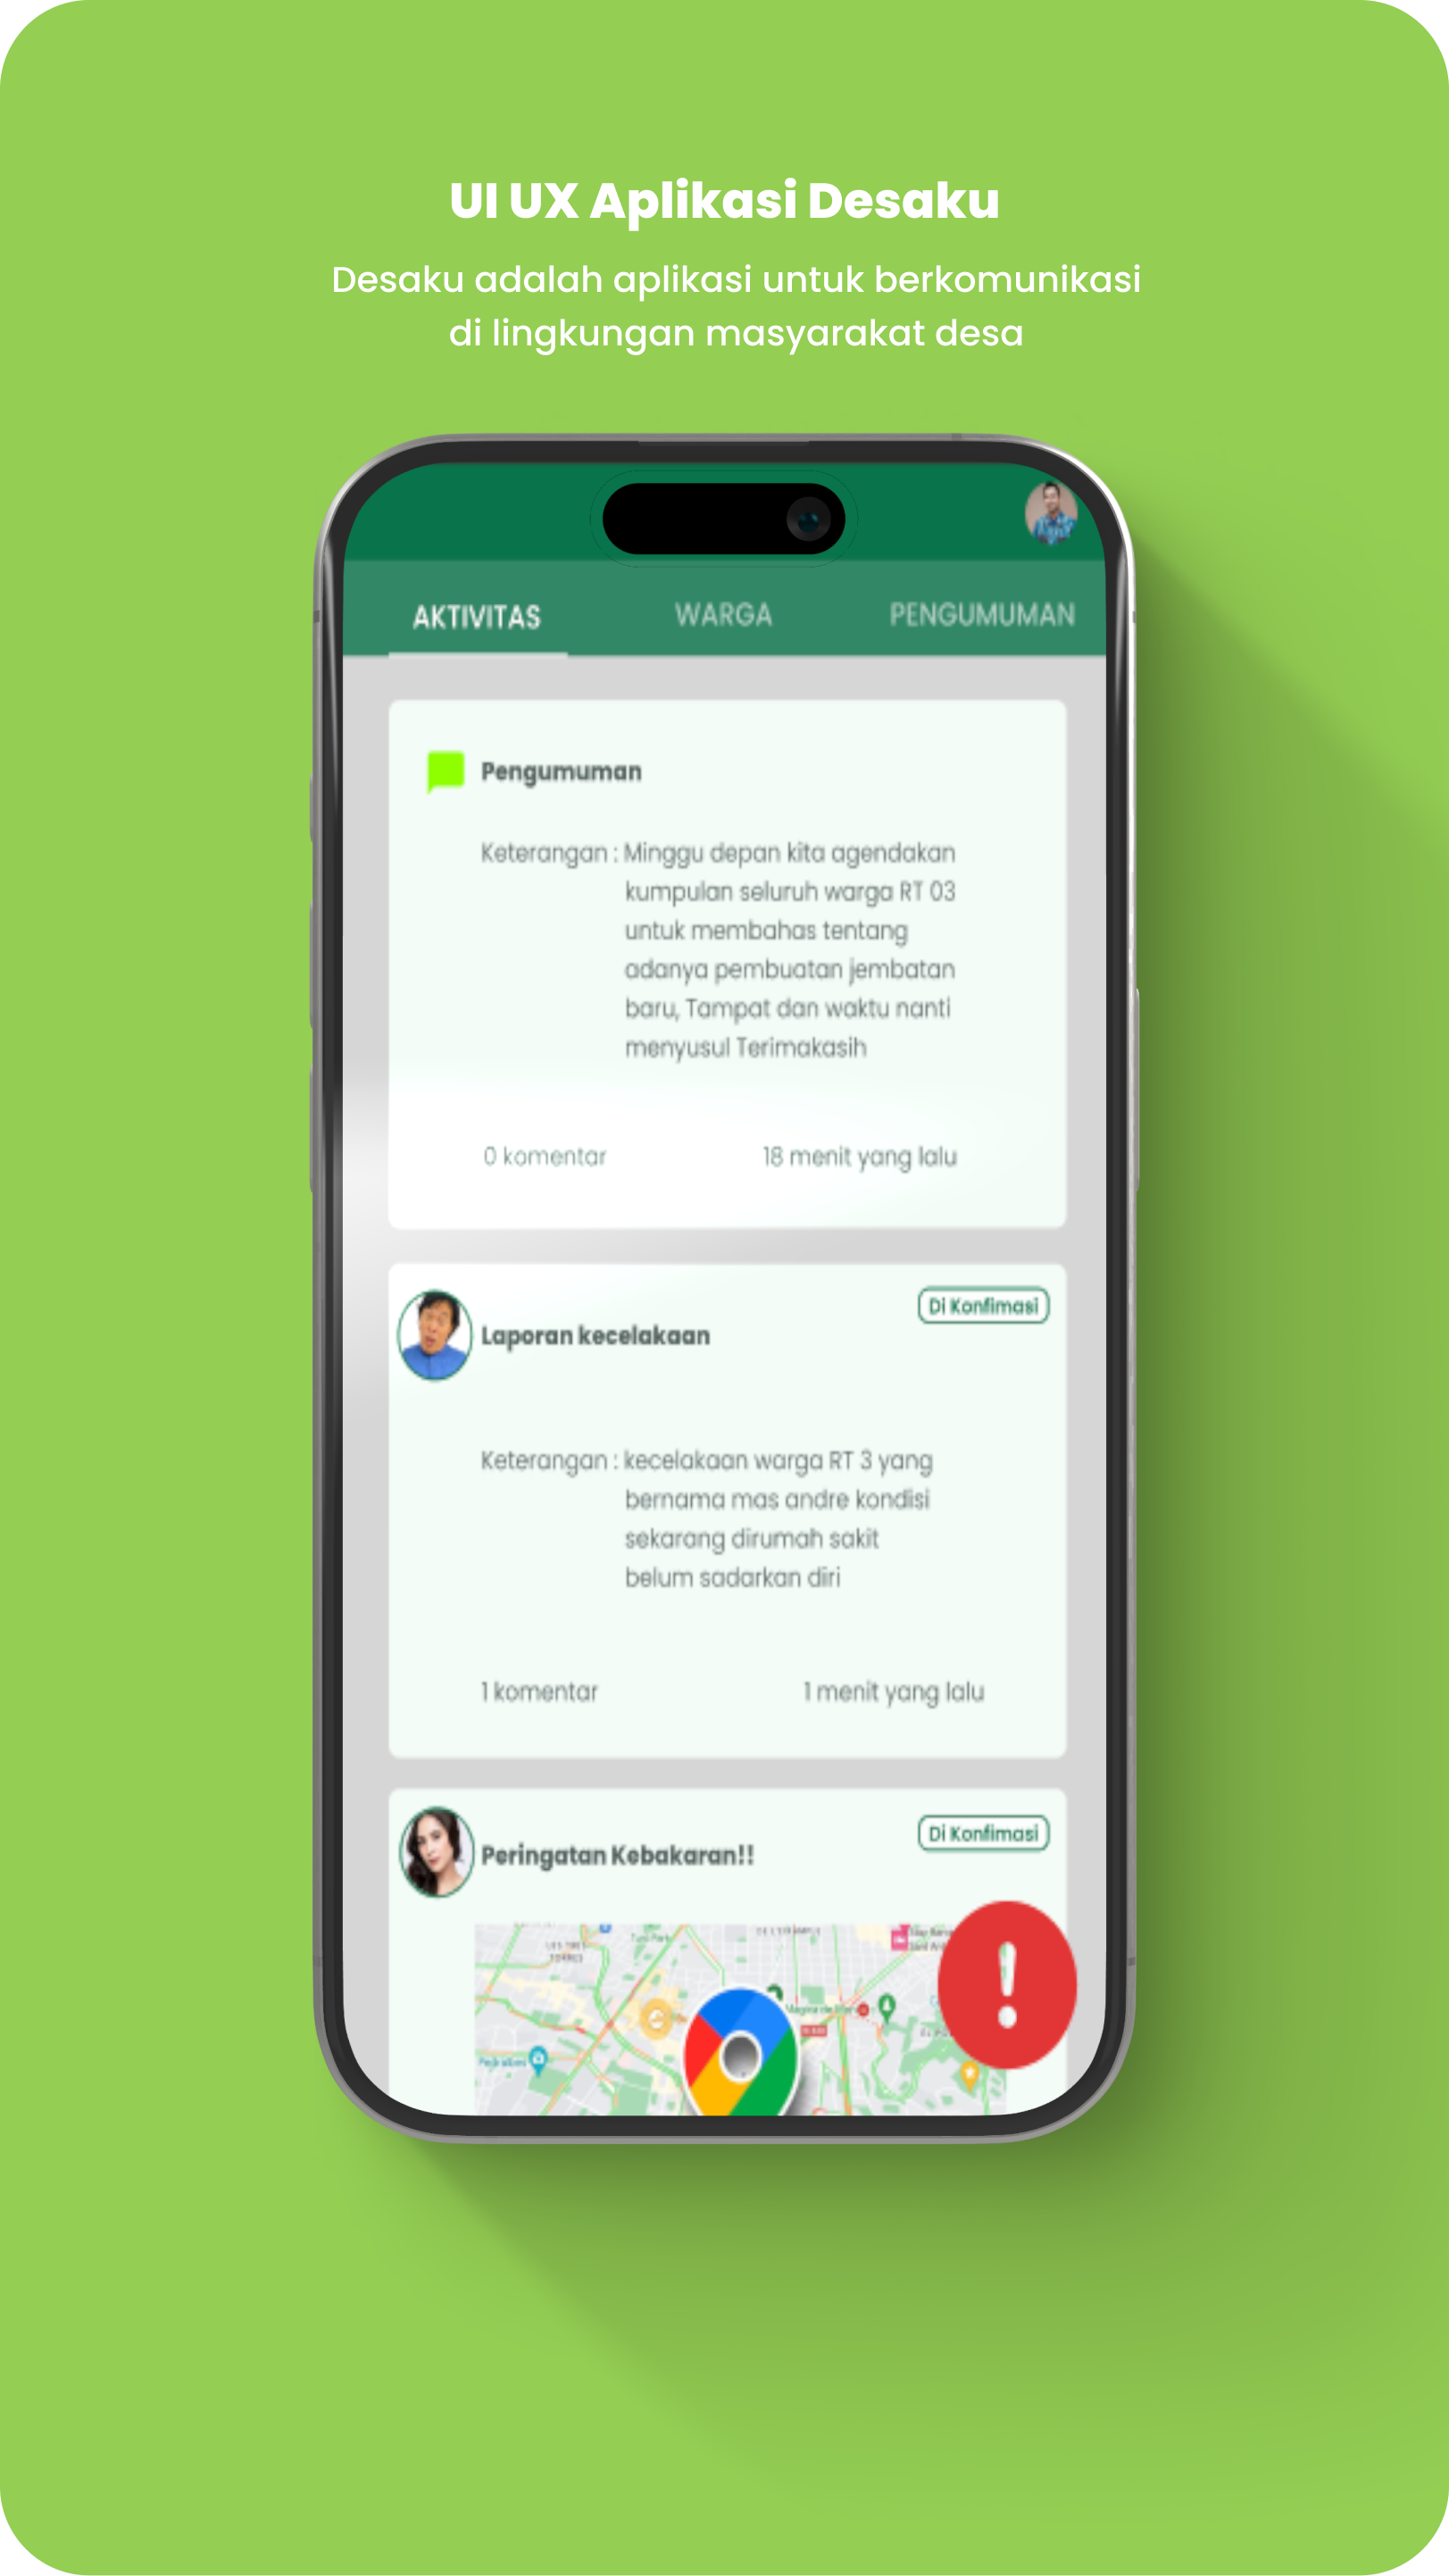 UI UX Aplikasi Desaku
Desaku adalah aplikasi untuk berkomunikasi
di lingkungan masyarakat desa
AKTIVITAS WARGA PENGUMUMAN
Pengumuman
Keterangan : Minggu depan kita agendakan
kumpulan seluruh warga RT 03
untuk membahas tentang
adanya pembuatan jembatan
baru, Tampat dan waktu nanti
menyusul Terimakasih
0 komentar 18 menit yang lalu
Di Konfimasi
Laporan kecelakaan
Keterangan : kecelakaan warga RT 3 yang
bernama mas andre kondisi
sekarang dirumah sakit
belum sadarkan diri
1 komentar 1 menit yang lalu
Di Konfimasi
Peringatan Kebakaran!!